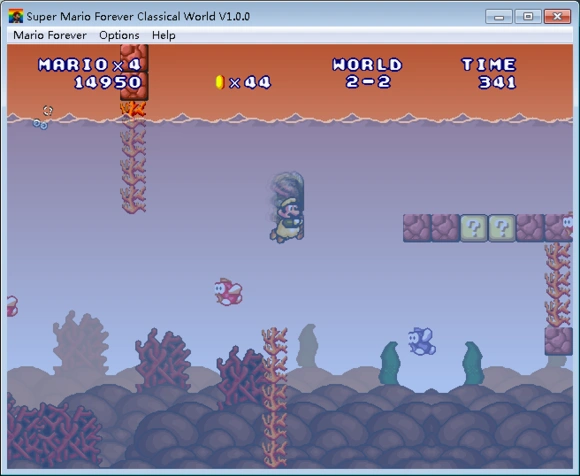 Super Mario Forever Classical World V1.0.0
Mario Forever Options Help
MARIO×4 WORLD TIME
14950 ×44 2-2 341
? ?